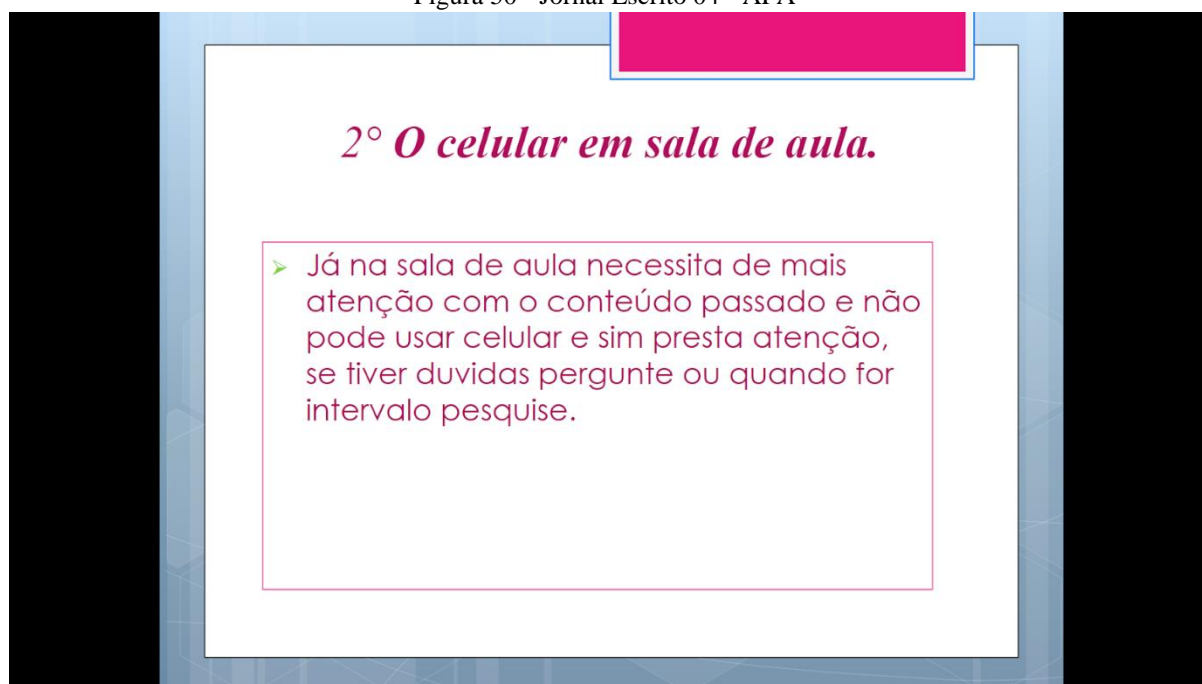 2° O celular em sala de aula.
Já na sala de aula necessita de mais
atenção com o conteúdo passado e não
pode usar celular e sim presta atenção,
se tiver duvidas pergunte ou quando for
intervalo pesquise.